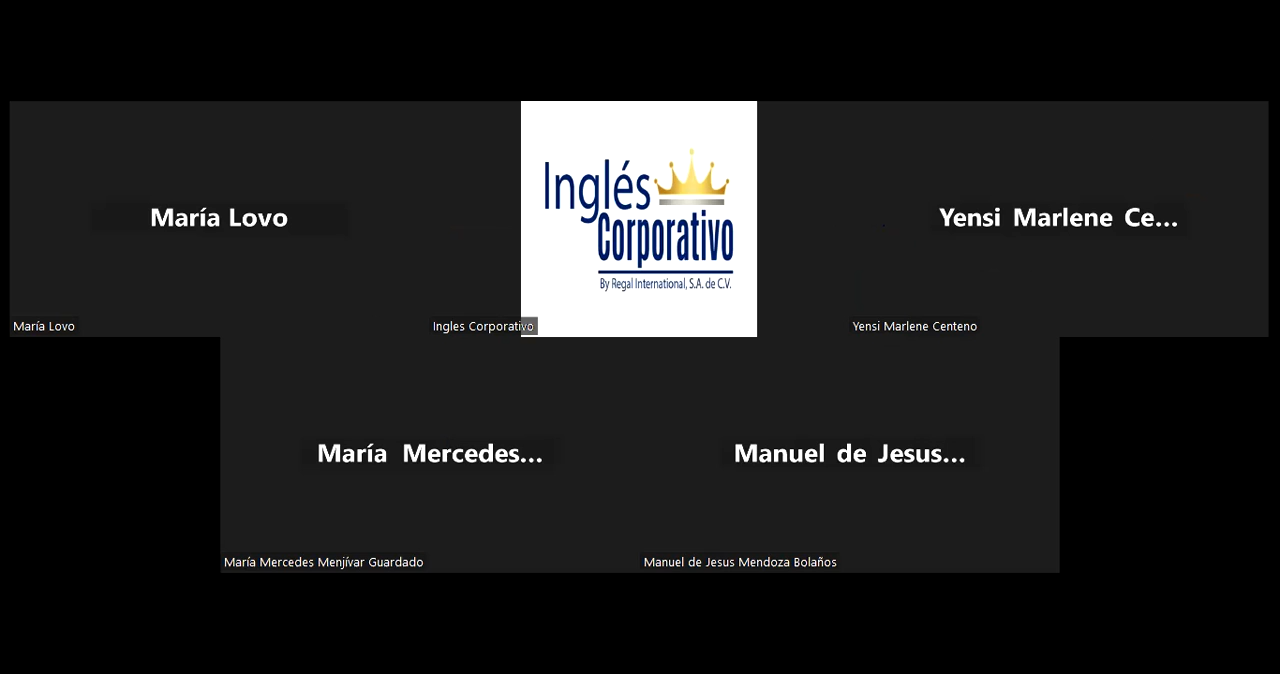 María Lovo
Inglés
Corporativo
By Regal International, S.A. de C.V.
Yensi Marlene Ce...
María Lovo
Ingles Corporativo
Yensi Marlene Centeno
María Mercedes...
Manuel de Jesus...
María Mercedes Menjívar Guardado
Manuel de Jesus Mendoza Bolaños